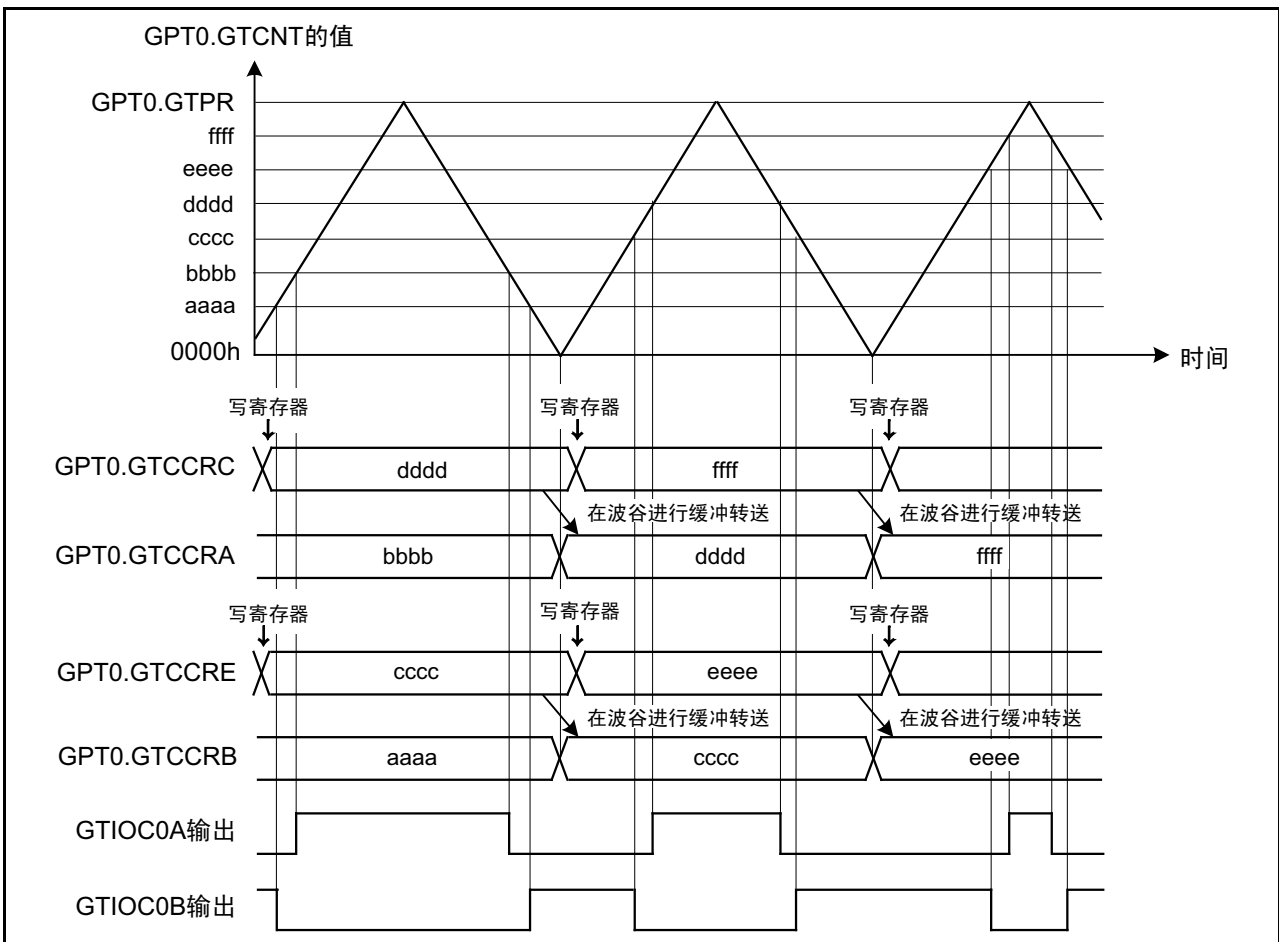 GPT0.GTCNT的值
GPT0.GTPR
ffff
eeee
dddd
cccc
bbbb
aaaa
0000h
时间
写寄存器 写寄存器 写寄存器
GPT0.GTCCRC dddd ffff
在波谷进行缓冲转送 在波谷进行缓冲转送
GPT0.GTCCRA bbbb dddd ffff
写寄存器 写寄存器 写寄存器
GPT0.GTCCRE cccc eeee
在波谷进行缓冲转送 在波谷进行缓冲转送
GPT0.GTCCRB aaaa cccc eeee
GTIOC0A输出
GTIOC0B输出